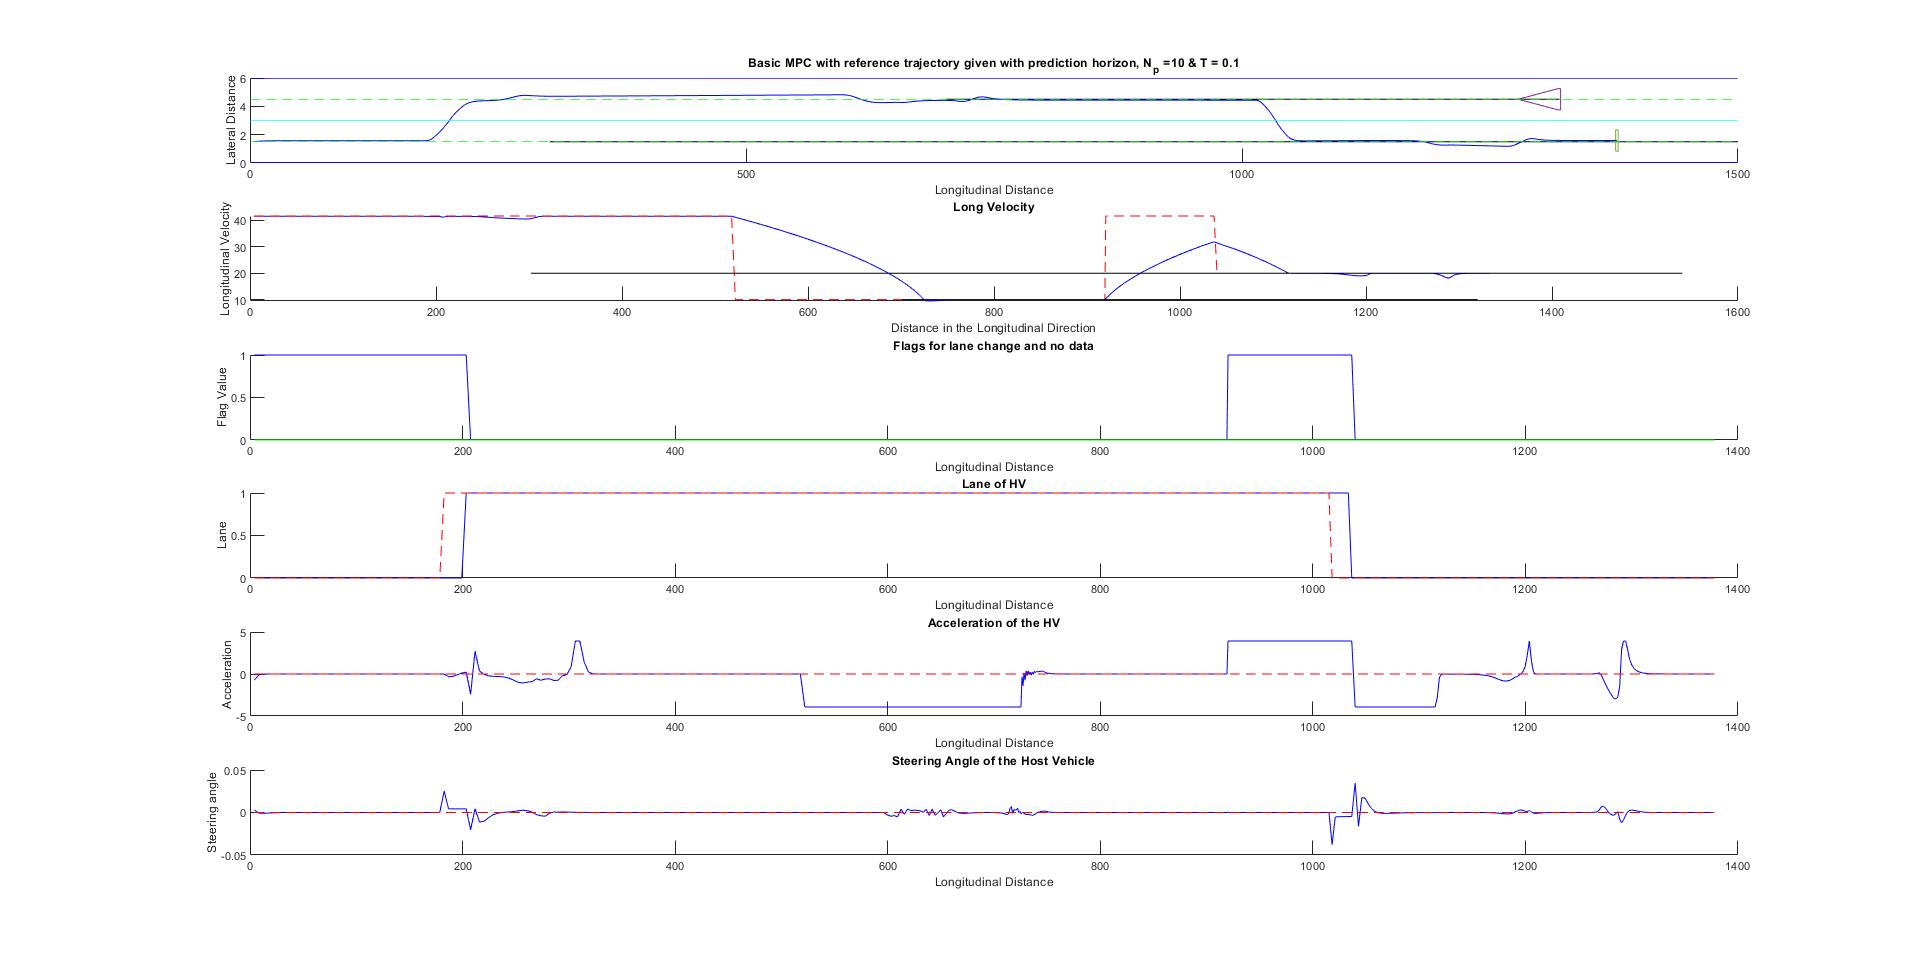 Basic MPC with reference trajectory given with prediction horizon, Np =10 & T = 0.1
Lateral Distance
6
4
2
0
0 500 1000 1500
Longitudinal Distance
Long Velocity
Longitudinal Velocity
40
30
20
10
0 200 400 600 800 1000 1200 1400 1600
Distance in the Longitudinal Direction
Flags for lane change and no data
Flag Value
1
0.5
0
0 200 400 600 800 1000 1200 1400
Longitudinal Distance
Lane of HV
Lane
1
0.5
0
0 200 400 600 800 1000 1200 1400
Longitudinal Distance
Acceleration of the HV
Acceleration
5
0
-5
0 200 400 600 800 1000 1200 1400
Longitudinal Distance
Steering Angle of the Host Vehicle
Steering angle
0.05
0
-0.05
0 200 400 600 800 1000 1200 1400
Longitudinal Distance